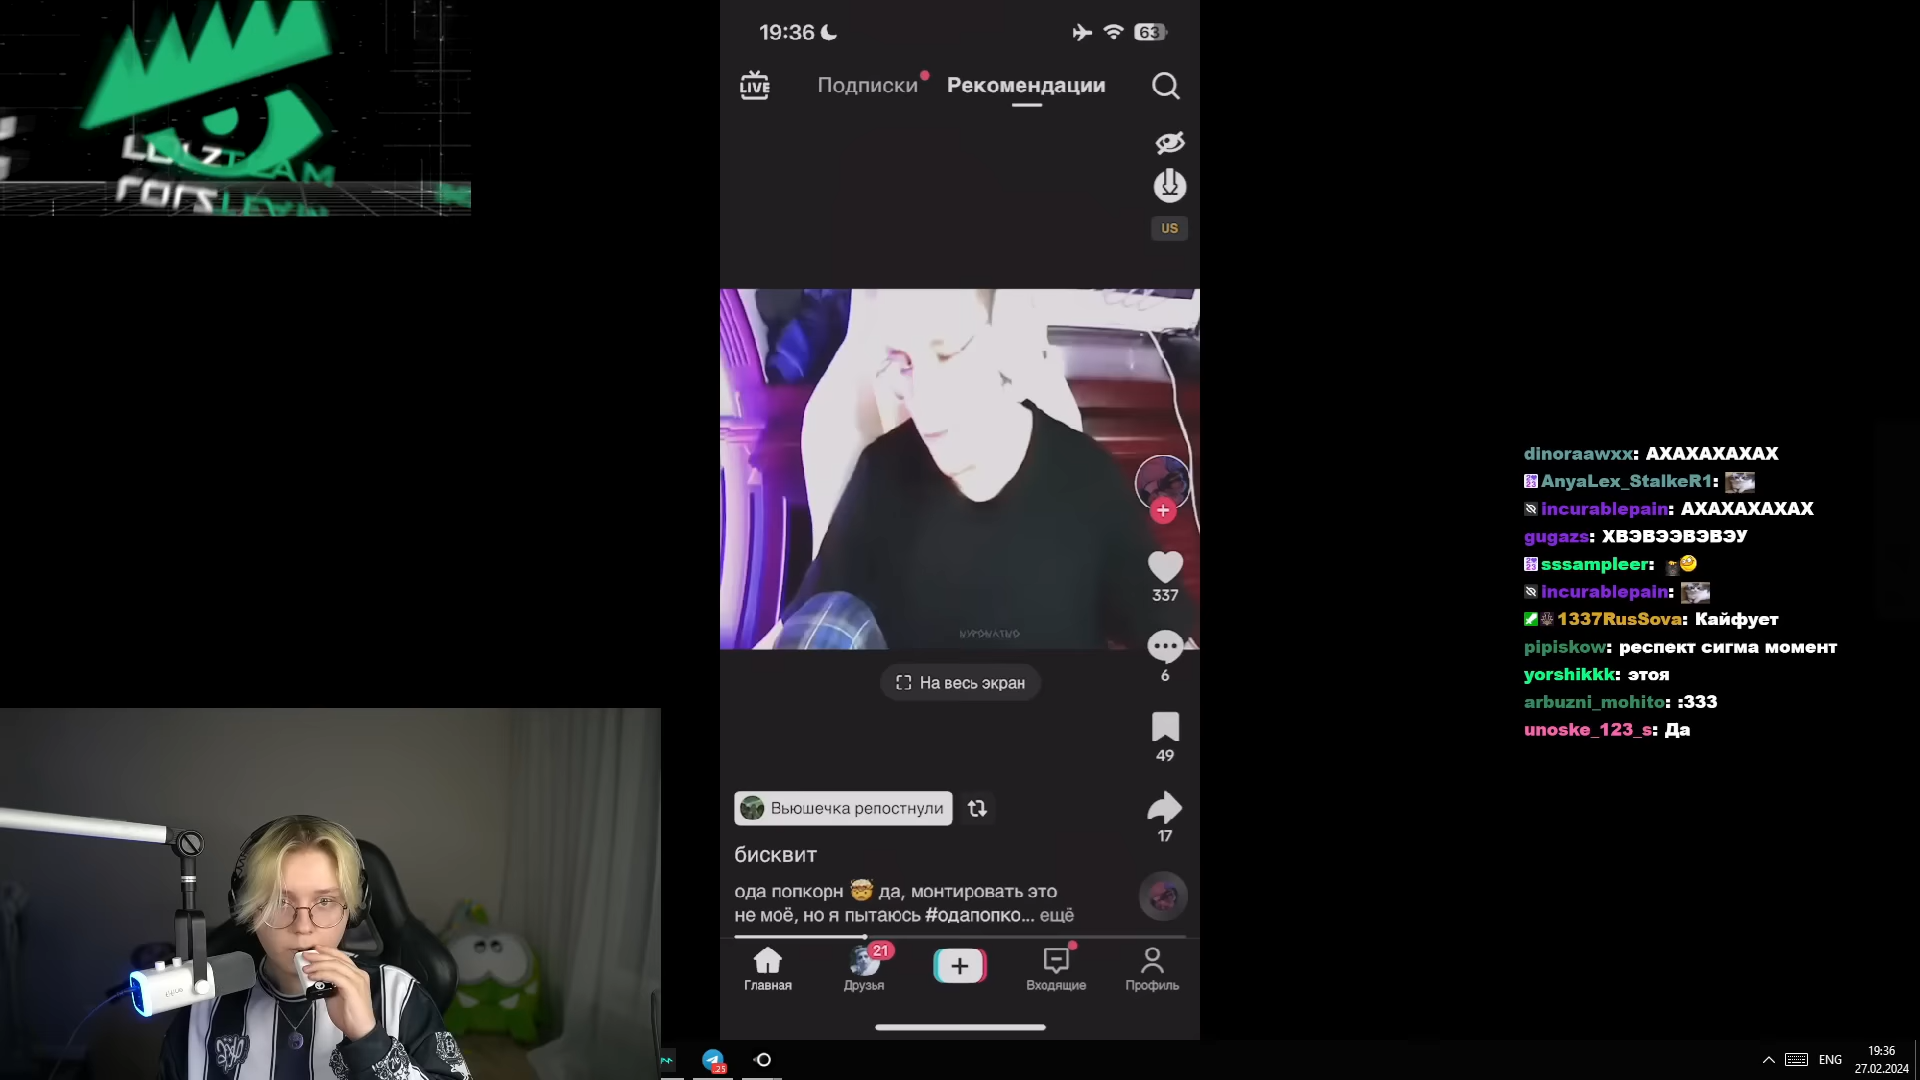 LOLZTEAM
19:36
63
LIVE
Подписки
Рекомендации
US
337
6
На весь экран
49
Вьюшечка репостнули
17
бисквит
ода попкорн 🤯 да, монтировать это
не моё, но я пытаюсь #одапопко... ещё
21
Главная
Друзья
Входящие
Профиль
dinoraawxx: АХАХАХАХАХ
AnyaLex_StalkeR1:
incurablepain: АХАХАХАХАХ
gugazs: ХВЭВЭЭВЭВЭУ
sssampleer:
incurablepain:
1337RusSova: Кайфует
pipiskow: респект сигма момент
yorshikkk: этоя
arbuzni_mohito: :333
unoske_123_s: Да
25
ENG
19:36
27.02.2024